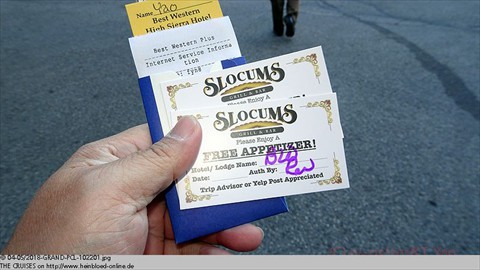 Name Yao
Best Western
High Sierra Hotel
Best Western Plus
Internet Service Informa
tion
SLOCUMS
GRILL & BAR
Please Enjoy A
SLOCUMS
GRILL & BAR
Please Enjoy A
FREE APPETIZER!
Hotel/ Lodge Name:
Date:
Auth By:
Trip Advisor or Yelp Post Appreciated
© 04-05/2018-GRAND-PCL-102201.jpg
THE CRUISES on http://www.heinbloed-online.de